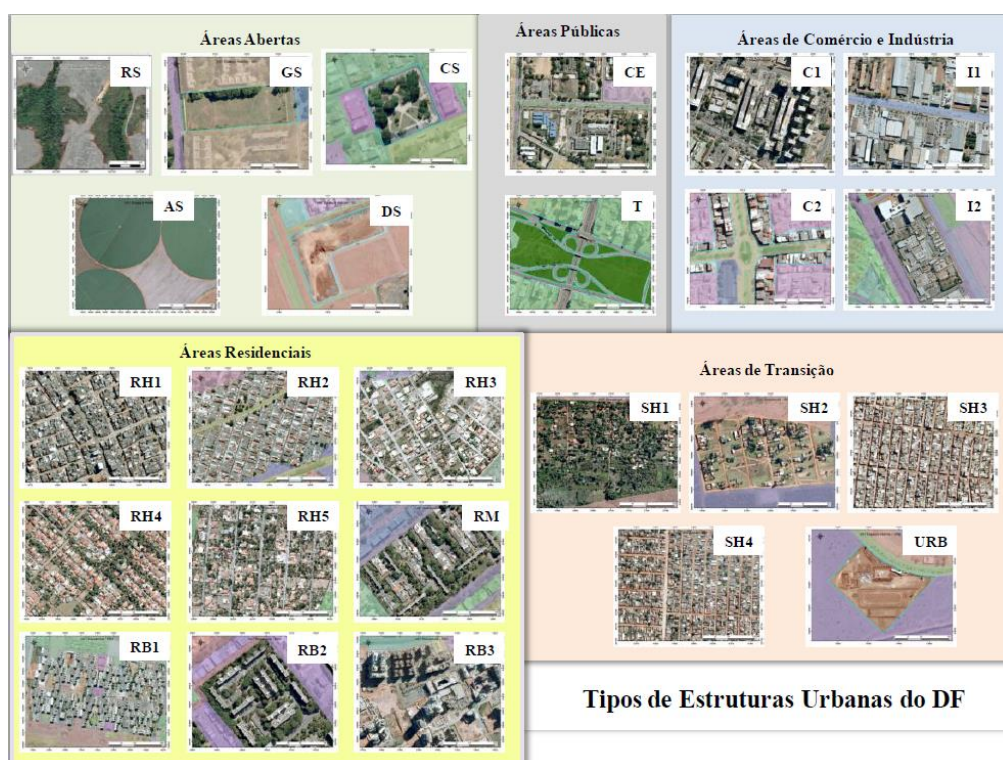 Áreas Abertas
RS
GS
CS
AS
DS
Áreas Públicas
CE
T
Áreas de Comércio e Indústria
C1
I1
C2
I2
Áreas Residenciais
RH1
RH2
RH3
RH4
RH5
RM
RB1
RB2
RB3
Áreas de Transição
SH1
SH2
SH3
SH4
URB
Tipos de Estruturas Urbanas do DF